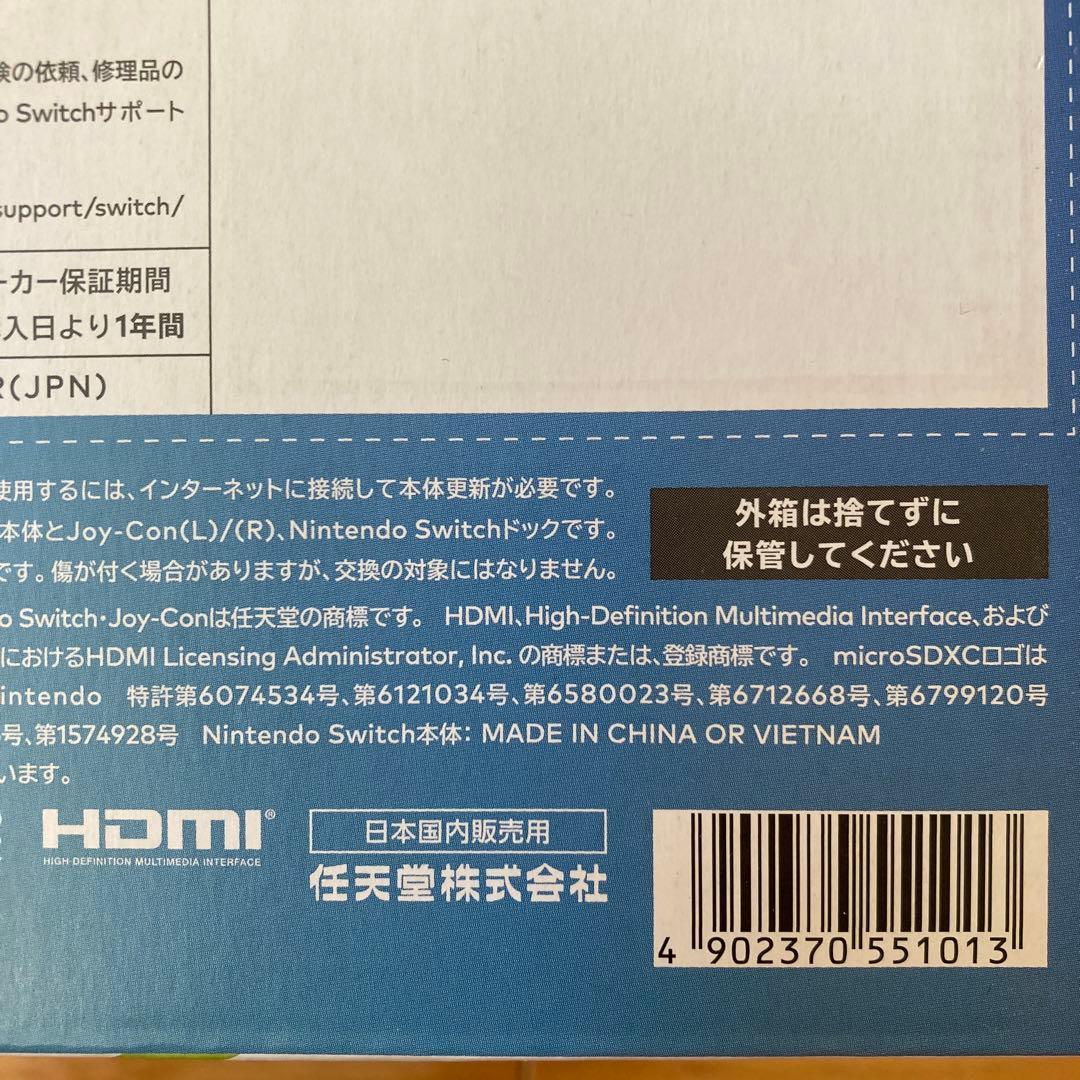 の依頼、修理品の
Switchサポート
support/switch/
ーカー保証期間
入日より1年間
(JPN)
使用するには、インターネットに接続して本体更新が必要です。
本体とJoy-Con(L)/(R)、Nintendo Switchドックです。
です。傷が付く場合がありますが、交換の対象にはなりません。
外箱は捨てずに
保管してください
o Switch・Joy-Conは任天堂の商標です。 HDMI、High-Definition Multimedia Interface、および
におけるHDMI Licensing Administrator, Inc. の商標または、登録商標です。 microSDXCロゴは
intendo 特許第6074534号、第6121034号、第6580023号、第6712668号、第6799120号
号、第1574928号 Nintendo Switch本体: MADE IN CHINA OR VIETNAM
います。
HDMI®
HIGH-DEFINITION MULTIMEDIA INTERFACE
日本国内販売用
任天堂株式会社
4 902370 551013